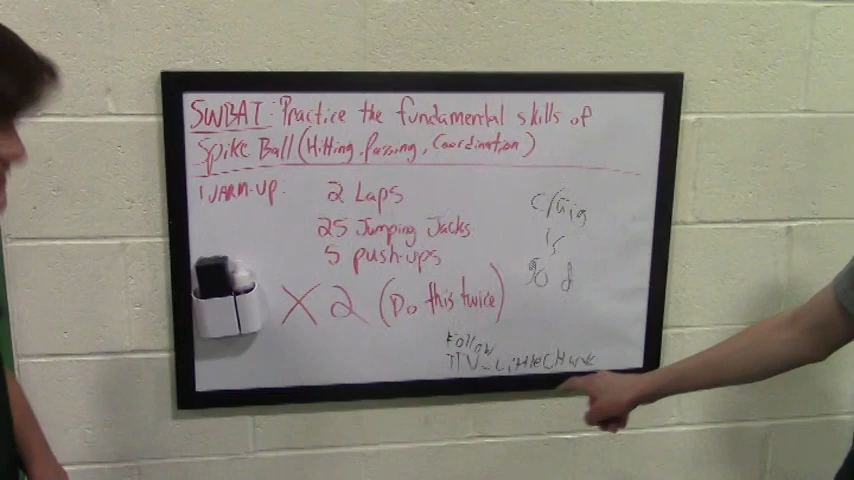 SWBAT: Practice the fundamental skills of
Spike Ball (Hitting, Passing, Coordination)
WARM-UP: 2 Laps
25 Jumping Jacks
5 push-ups
X 2 (Do this twice)
is
Follow